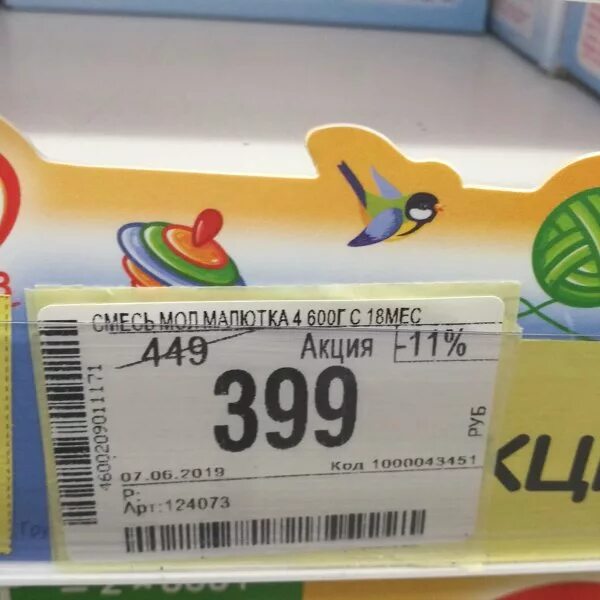 СМЕСЬ МОЛ МАЛЮТКА 4 600Г С 18МЕС
449 Акция -11%
399 РУБ
4600209011171
07.06.2019 Код 1000043451
Р-
Арт:124073
КЦИ